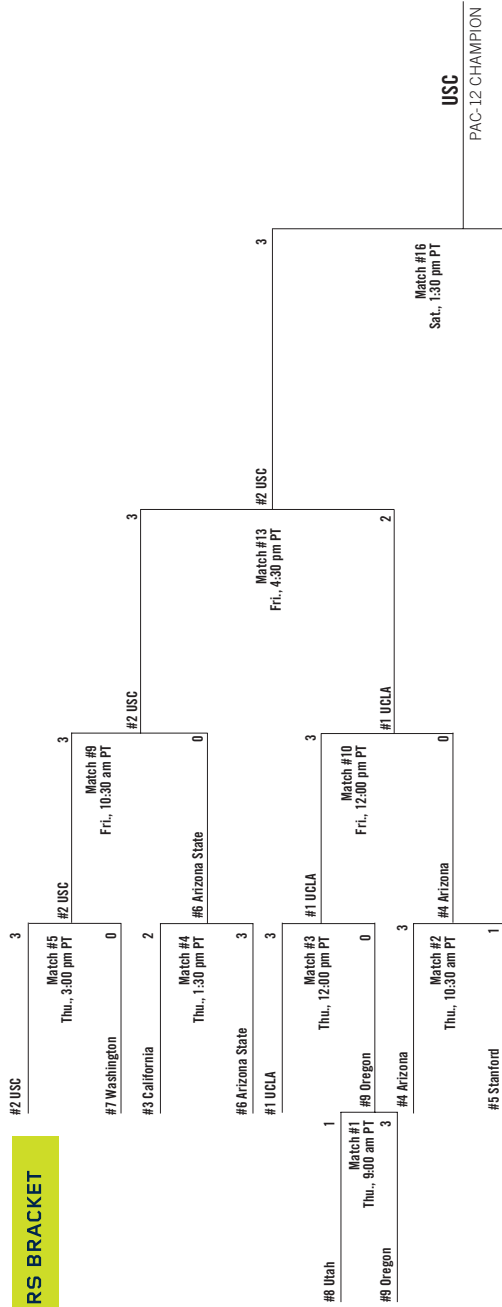 RS BRACKET
#8 Utah
1
Match #1
Thu., 9:00 am PT
#9 Oregon
3
#2 USC
3
Match #5
Thu., 3:00 pm PT
#7 Washington
0
#3 California
2
Match #4
Thu., 1:30 pm PT
#6 Arizona State
3
#1 UCLA
3
Match #3
Thu., 12:00 pm PT
#9 Oregon
0
#4 Arizona
3
Match #2
Thu., 10:30 am PT
#5 Stanford
1
#2 USC
3
Match #9
Fri., 10:30 am PT
#6 Arizona State
0
#1 UCLA
3
Match #10
Fri., 12:00 pm PT
#4 Arizona
0
#2 USC
3
Match #13
Fri., 4:30 pm PT
#1 UCLA
2
#2 USC
3
Match #16
Sat., 1:30 pm PT
USC
PAC-12 CHAMPION